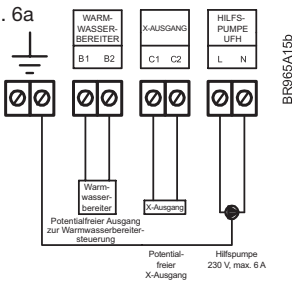 . 6a
WARM-
WASSER-
BEREITER
B1 B2
X-AUSGANG
C1 C2
HILFS-
PUMPE
UFH
L N
BR965A15b
Warm-
wasser-
bereiter
X-Ausgang
Potentialfreier Ausgang
zur Warmwasserbereiter-
steuerung
Potential-
freier
X-Ausgang
Hilfspumpe
230 V, max. 6 A